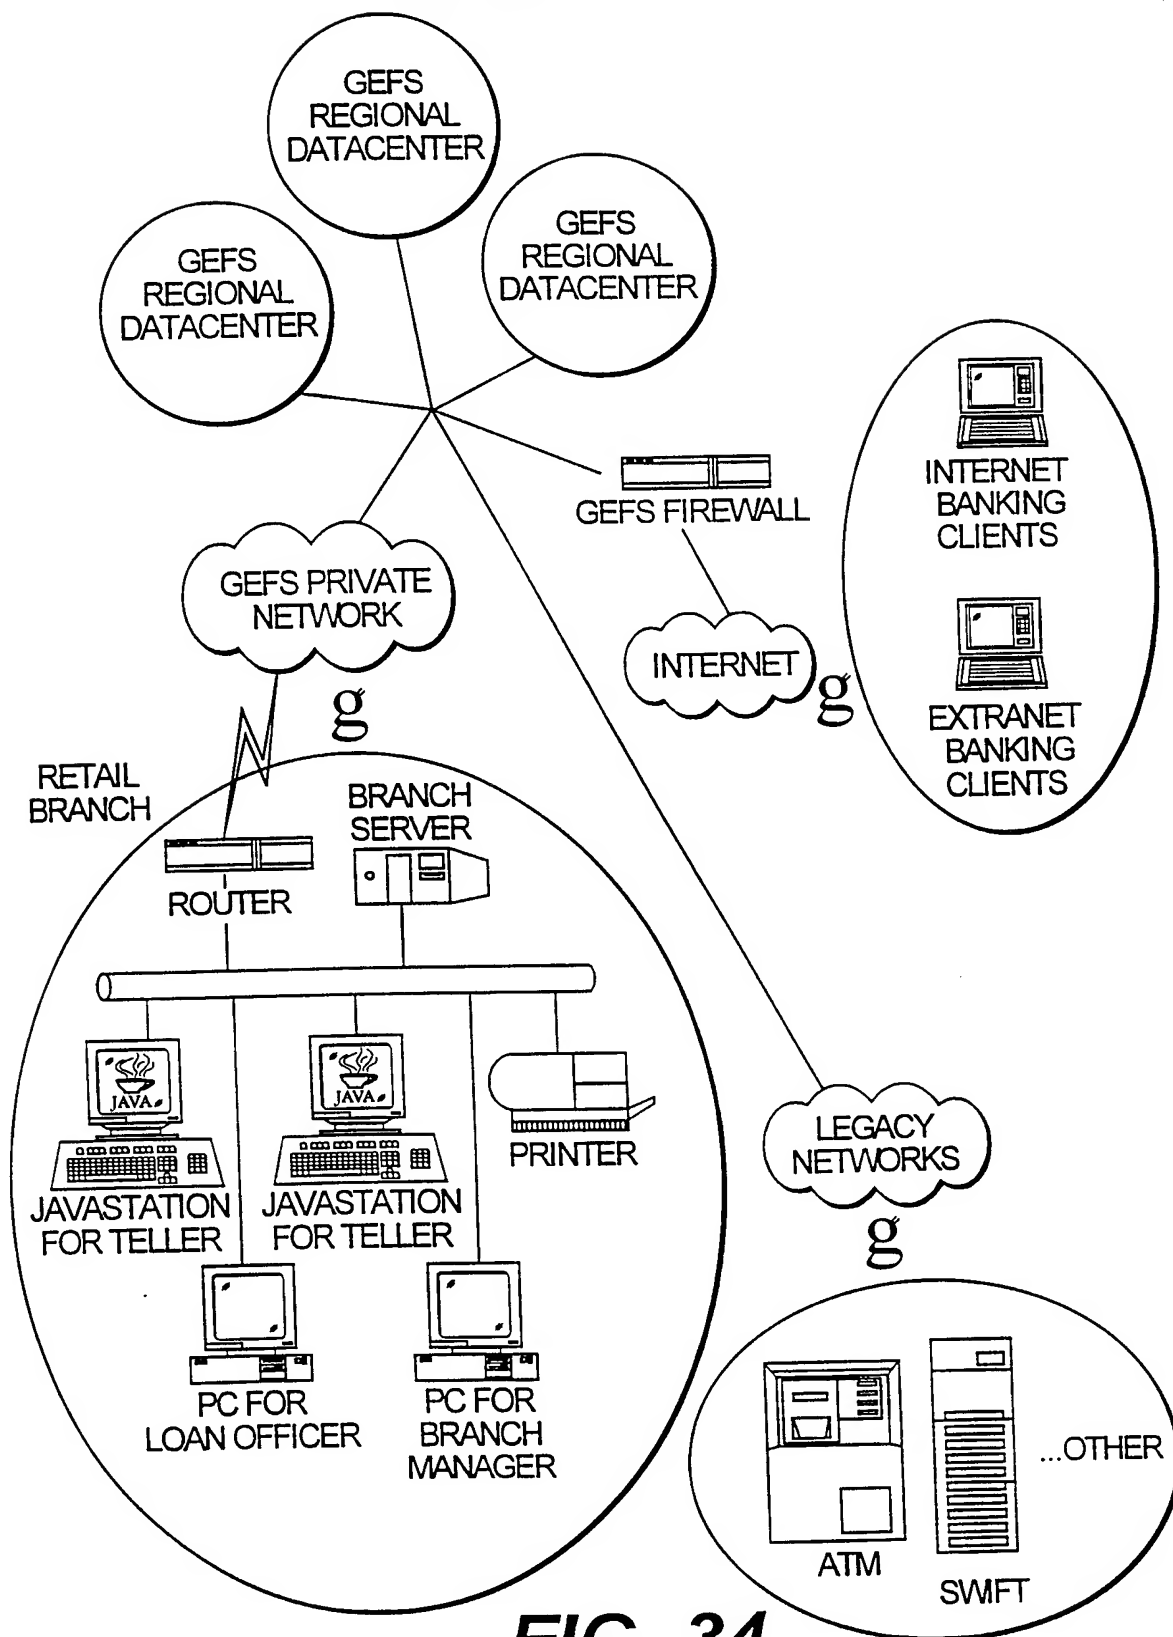 GEFS
REGIONAL
DATACENTER
GEFS
REGIONAL
DATACENTER
GEFS
REGIONAL
DATACENTER
INTERNET
BANKING
CLIENTS
GEFS FIREWALL
GEFS PRIVATE
NETWORK
INTERNET
g
EXTRANET
BANKING
CLIENTS
g
RETAIL
BRANCH
BRANCH
SERVER
ROUTER
JAVA
JAVA
PRINTER
JAVASTATION
FOR TELLER
JAVASTATION
FOR TELLER
LEGACY
NETWORKS
g
PC FOR
LOAN OFFICER
PC FOR
BRANCH
MANAGER
...OTHER
ATM
SWIFT
FIG. 34